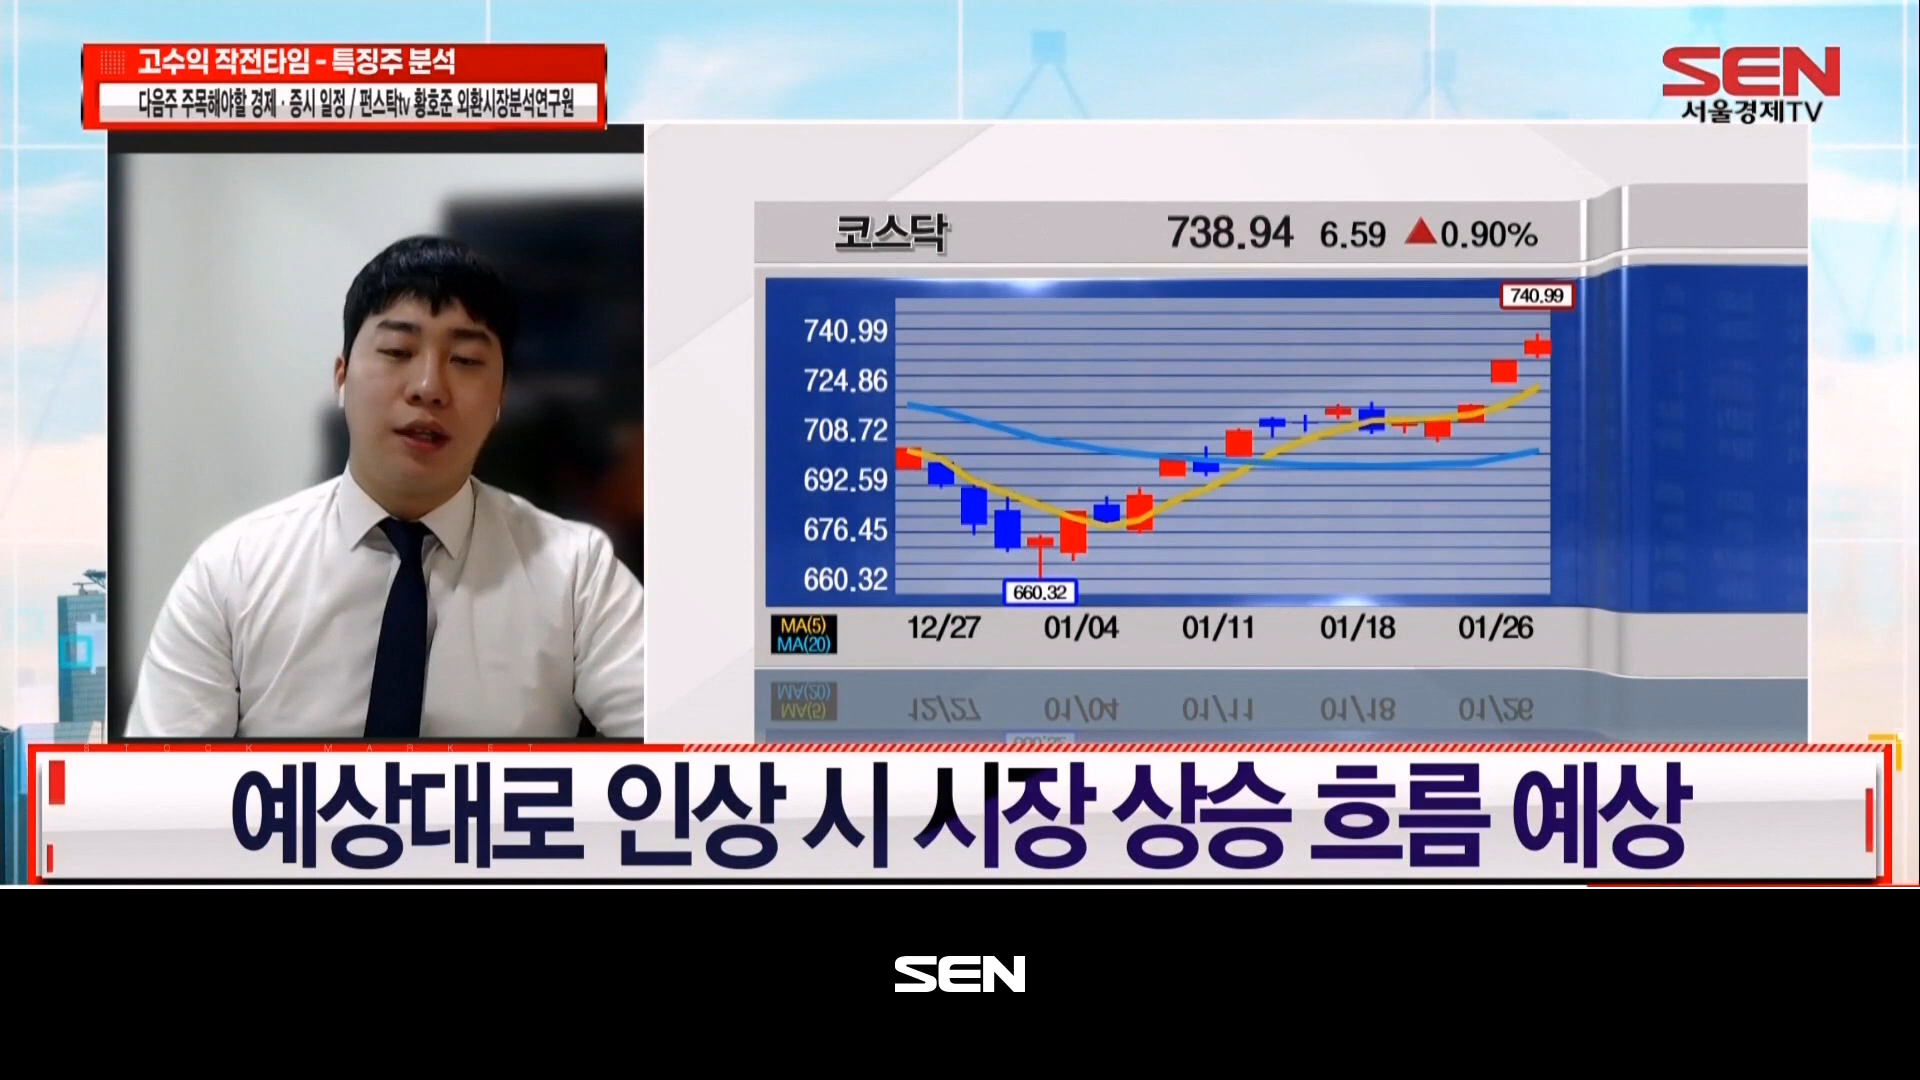 고수익 작전타임 - 특징주 분석
다음주 주목해야할 경제·증시 일정 / 펀스탁tv 황호준 외환시장분석연구원
SEN
서울경제TV
코스닥 738.94 6.59 ▲0.90%
740.99
740.99
724.86
708.72
692.59
676.45
660.32
660.32
MA(5)
MA(20)
12/27 01/04 01/11 01/18 01/26
STOCK MARKET
예상대로 인상 시 시장 상승 흐름 예상
SEN